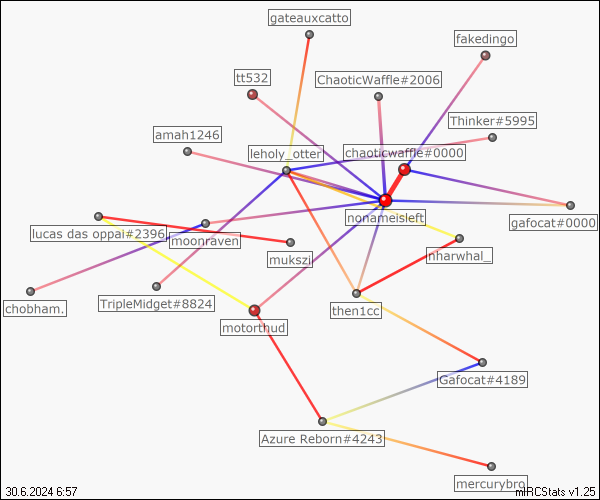 gateauxcatto
fakedingo
tt532
ChaoticWaffle#2006
Thinker#5995
amah1246
leholy_otter
chaoticwaffle#0000
nonameisleft
gafocat#0000
lucas das oppai#2396
moonraven
mukszi
nharwhal_
chobham.
TripleMidget#8824
then1cc
motorthud
Gafocat#4189
Azure Reborn#4243
mercurybro
30.6.2024 6:57
mIRCStats v1.25